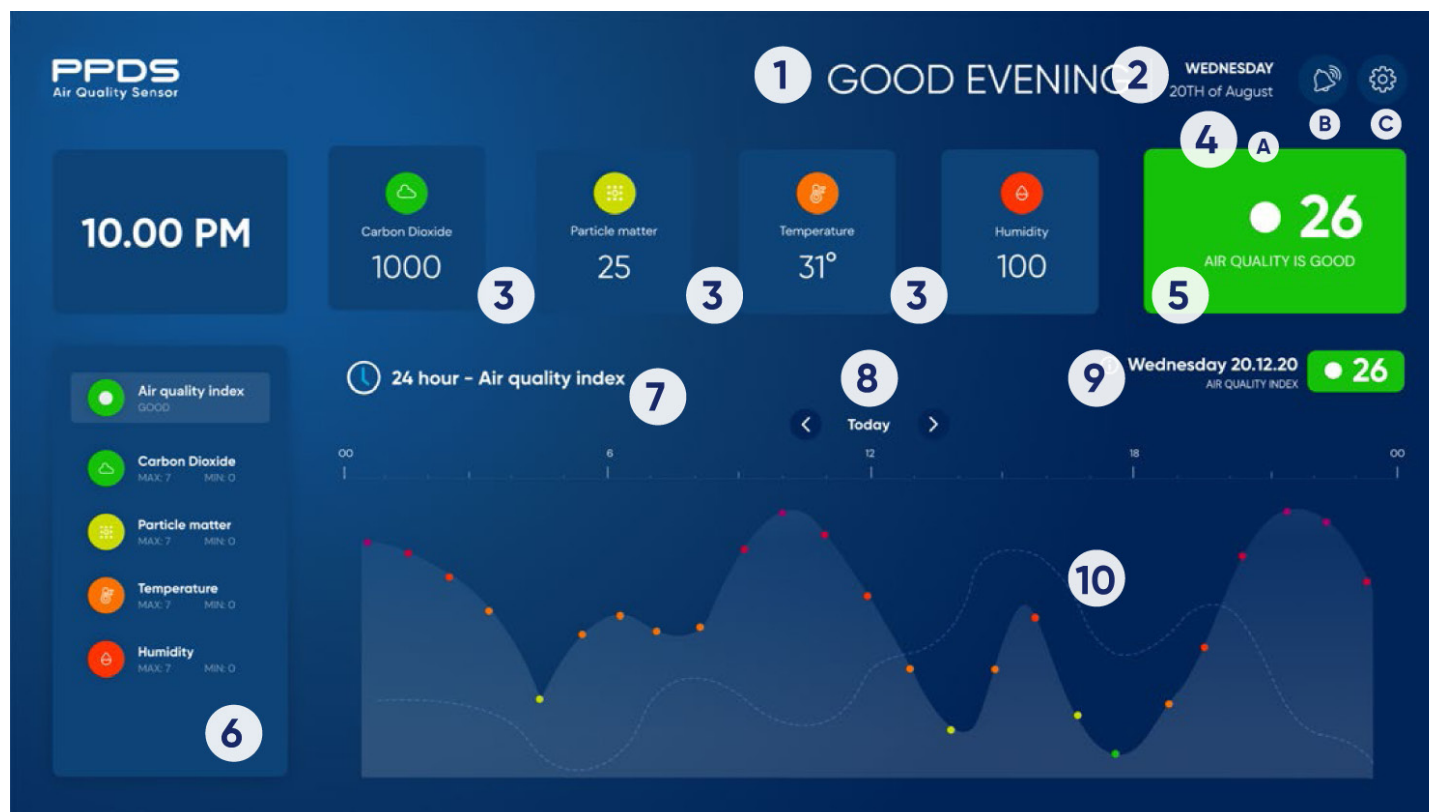 PPDS
Air Quality Sensor
1
GOOD EVENING
2
WEDNESDAY
20TH of August
B
C
4
A
10.00 PM
Carbon Dioxide
1000
3
Particle matter
25
3
Temperature
31°
3
Humidity
100
26
AIR QUALITY IS GOOD
5
Air quality index
GOOD
Carbon Dioxide
MAX: 7 MIN: 0
Particle matter
MAX: 7 MIN: 0
Temperature
MAX: 7 MIN: 0
Humidity
MAX: 7 MIN: 0
6
24 hour - Air quality index
7
8
Today
9
Wednesday 20.12.20
AIR QUALITY INDEX
26
00 6 12 18 00
10